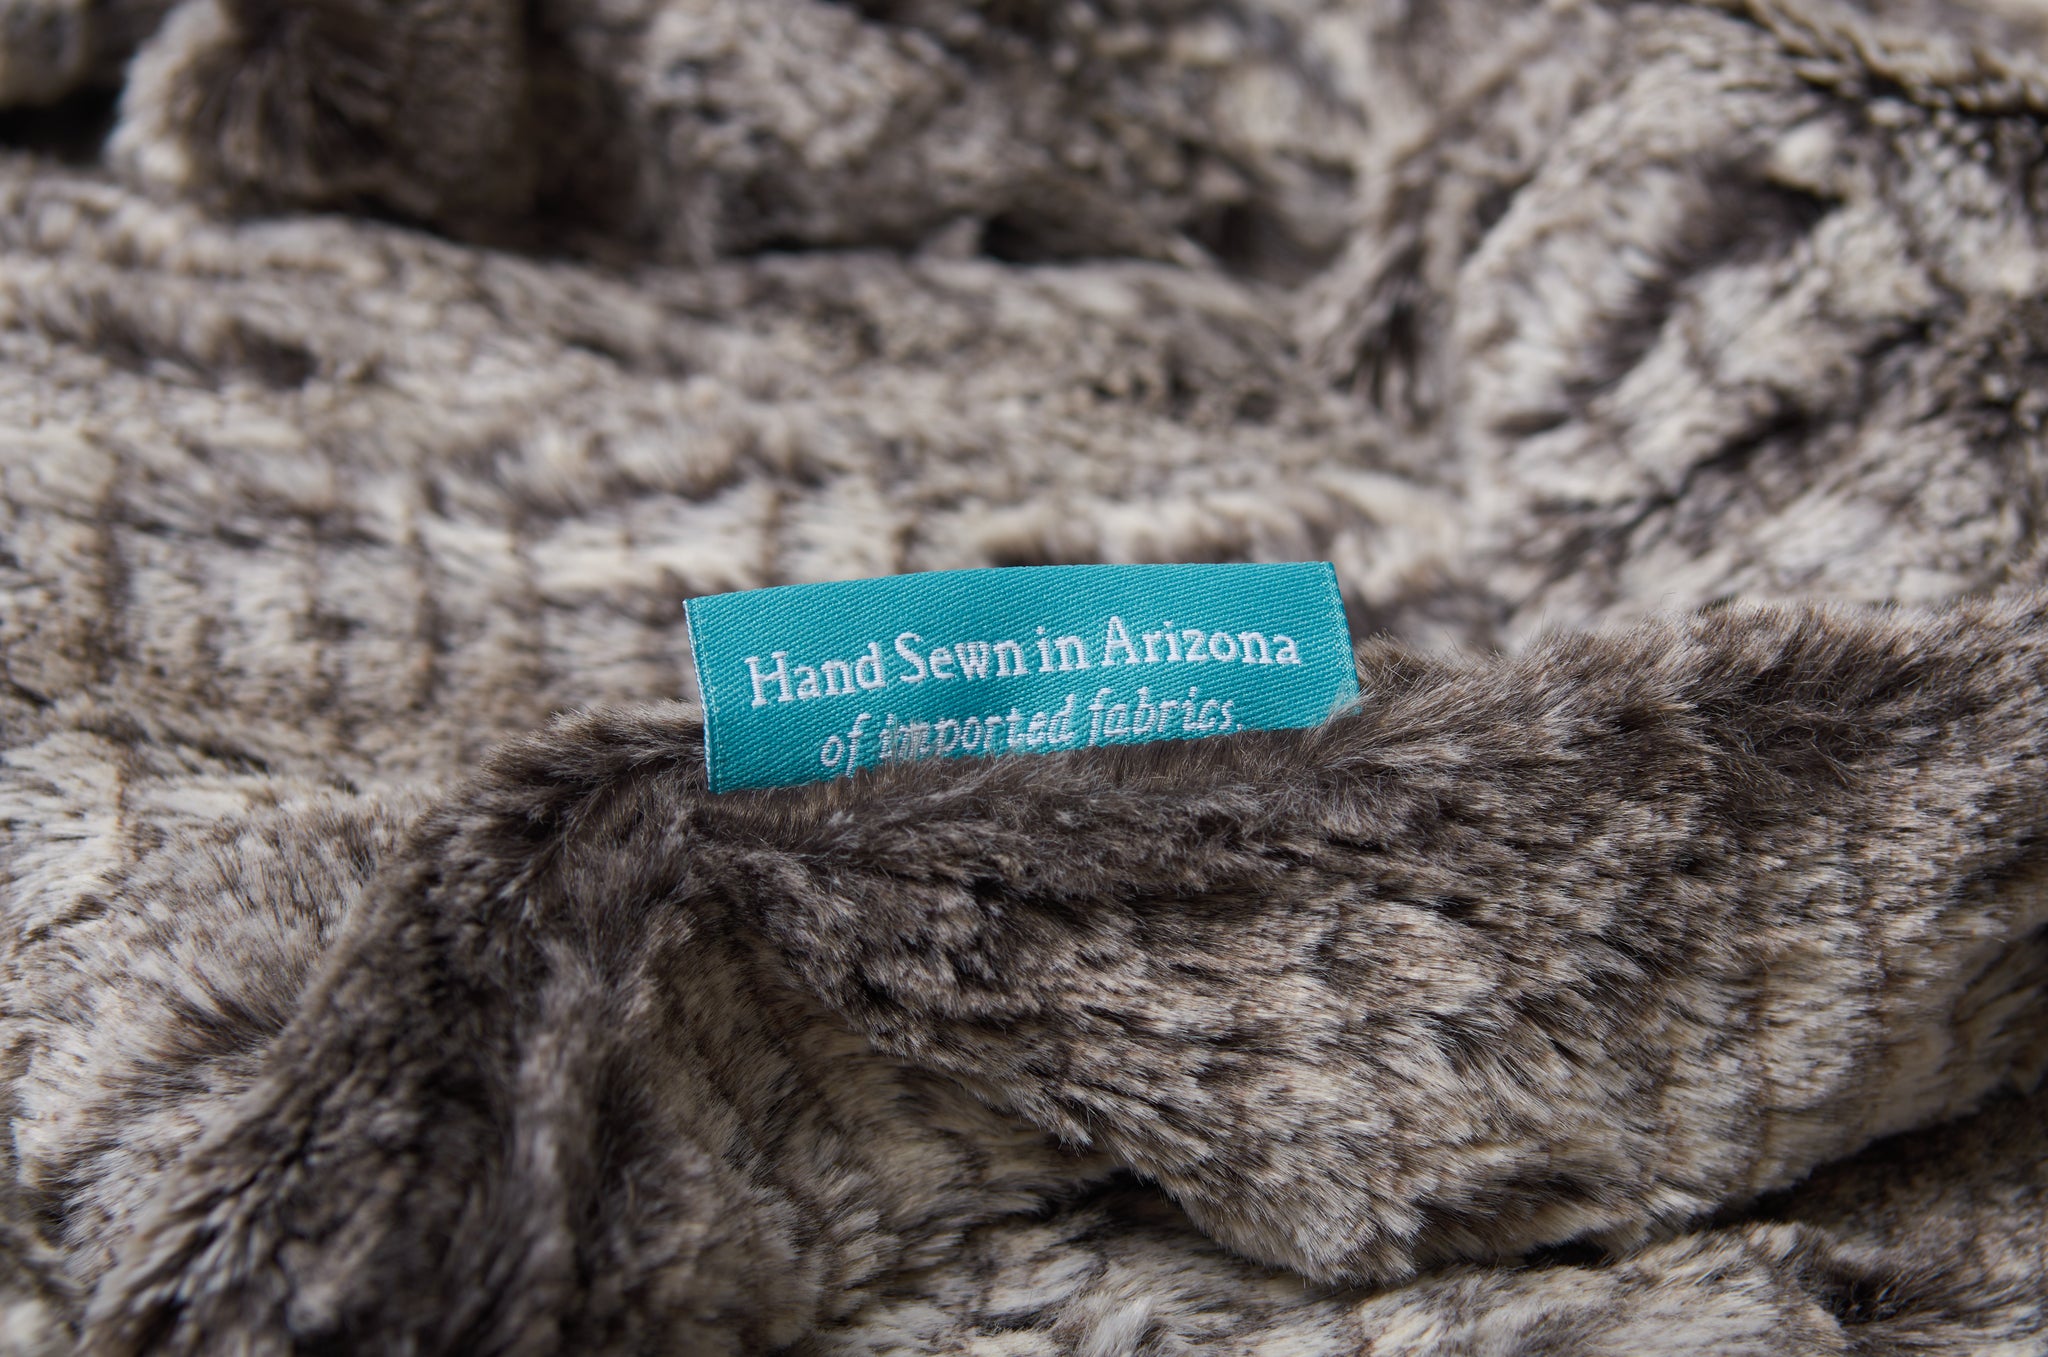 Hand Sewn in Arizona
of imported fabrics.